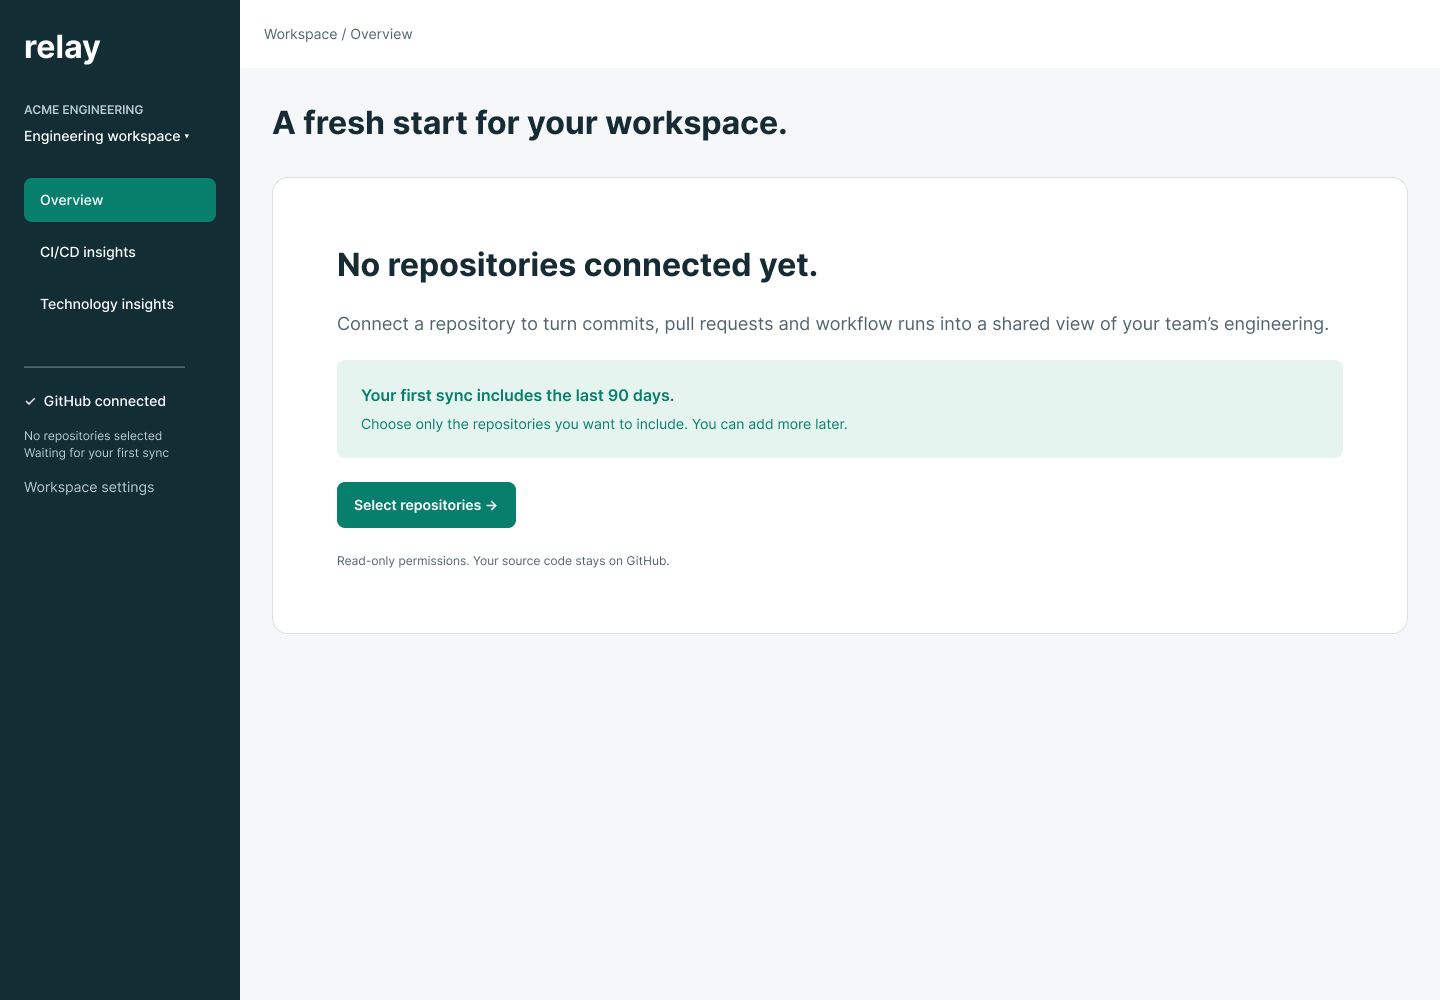 relay
ACME ENGINEERING
Engineering workspace ▾
Overview
CI/CD insights
Technology insights
✓ GitHub connected
No repositories selected
Waiting for your first sync
Workspace settings
Workspace / Overview
A fresh start for your workspace.
No repositories connected yet.
Connect a repository to turn commits, pull requests and workflow runs into a shared view of your team’s engineering.
Your first sync includes the last 90 days.
Choose only the repositories you want to include. You can add more later.
Select repositories →
Read-only permissions. Your source code stays on GitHub.